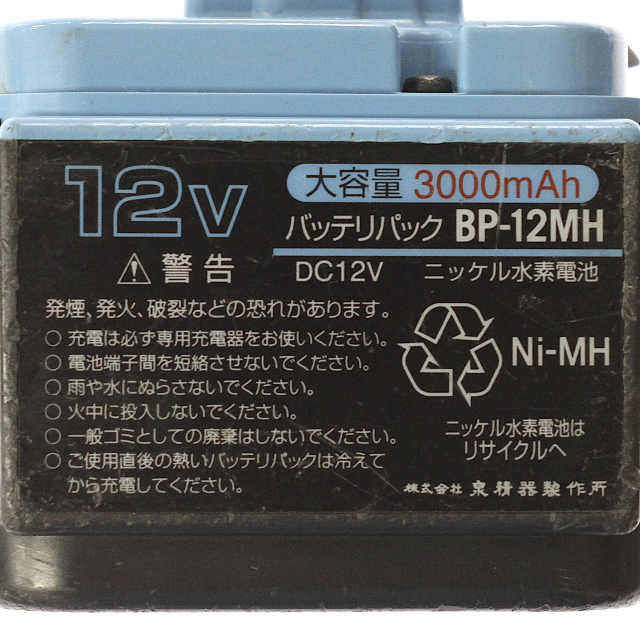 12V
大容量 3000mAh
バッテリパック BP-12MH
DC12V ニッケル水素電池
警告
発煙、発火、破裂などの恐れがあります。
○ 充電は必ず専用充電器をお使いください。
○ 電池端子間を短絡させないでください。
○ 雨や水にぬらさないでください。
○ 火中に投入しないでください。
○ 一般ゴミとしての廃棄はしないでください。
○ ご使用直後の熱いバッテリパックは冷えて
から充電してください。
Ni-MH
ニッケル水素電池は
リサイクルへ
株式会社 泉精器製作所